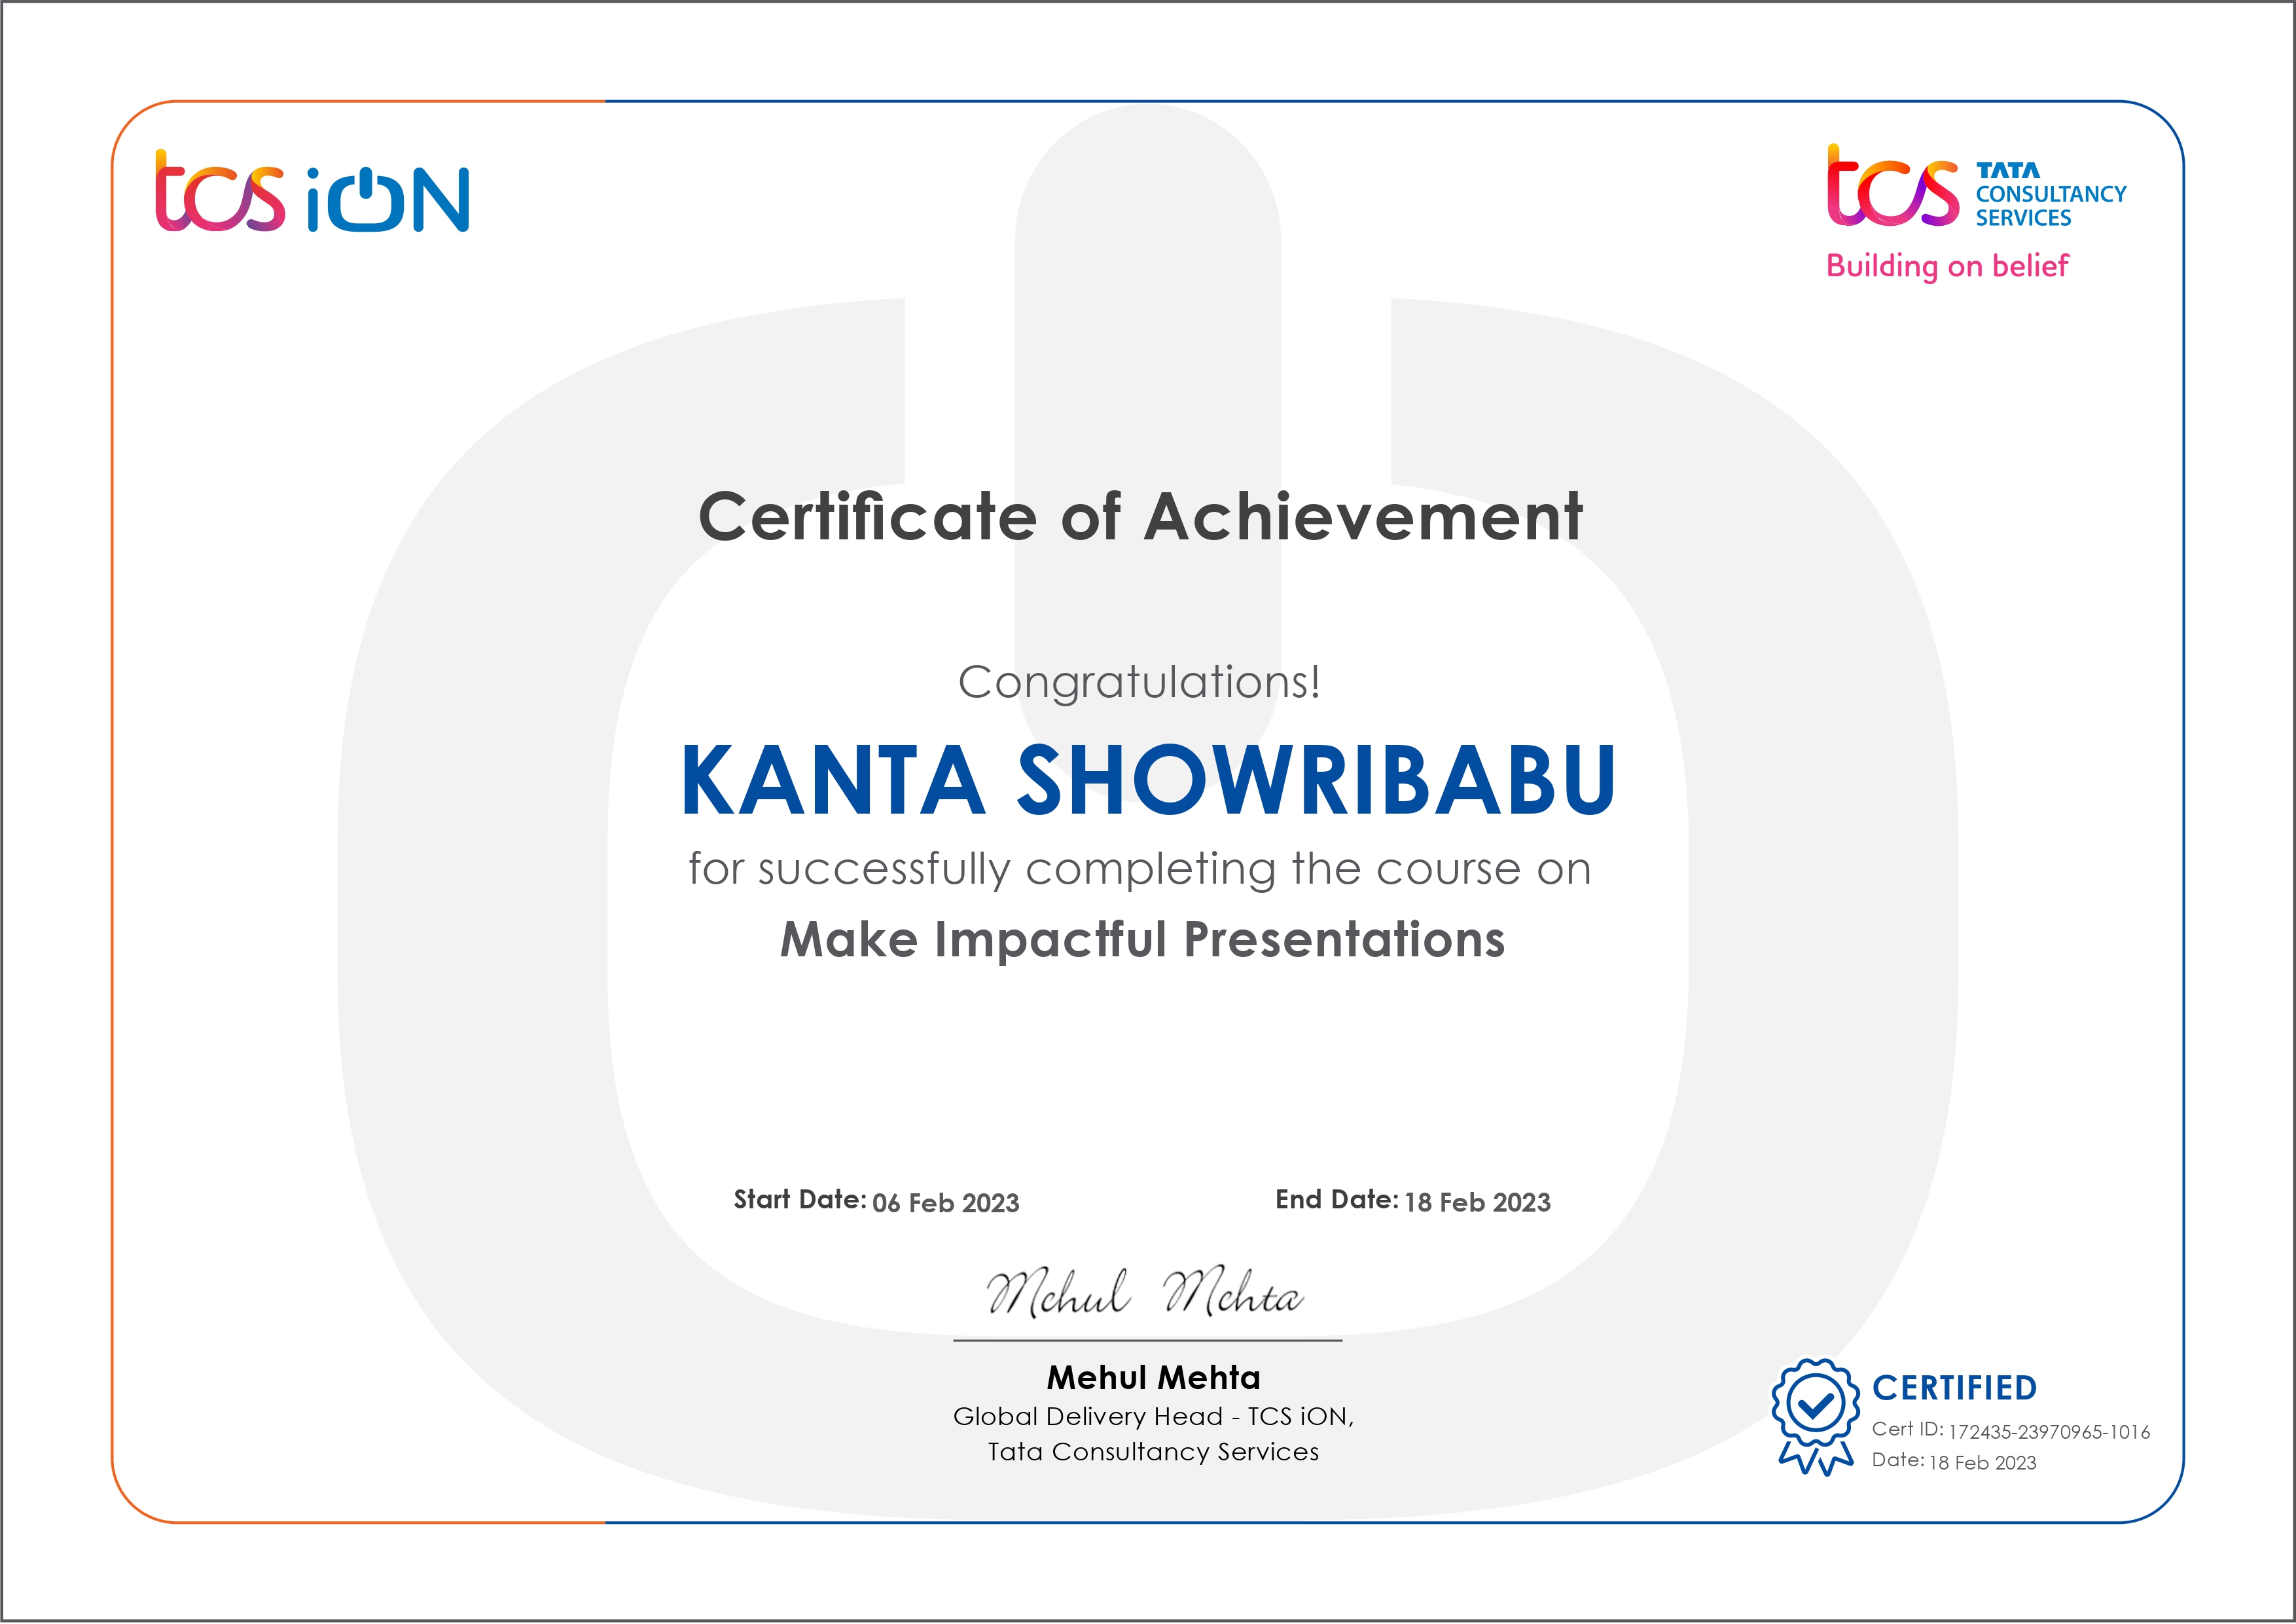 tcs iON
tcs TATA
CONSULTANCY
SERVICES
Building on belief
Certificate of Achievement
Congratulations!
KANTA SHOWRIBABU
for successfully completing the course on
Make Impactful Presentations
Start Date: 06 Feb 2023 End Date: 18 Feb 2023
Mehul Mehta
Mehul Mehta
Global Delivery Head - TCS iON,
Tata Consultancy Services
CERTIFIED
Cert ID: 172435-23970965-1016
Date: 18 Feb 2023